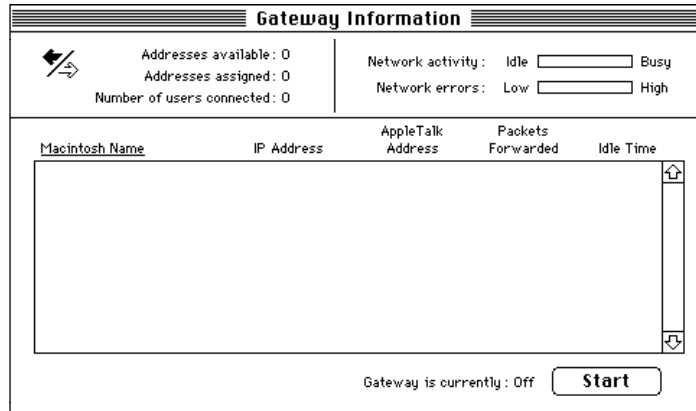 Gateway Information
Addresses available: 0
Addresses assigned: 0
Number of users connected: 0
Network activity: Idle Busy
Network errors: Low High
Macintosh Name IP Address AppleTalk Address Packets Forwarded Idle Time
Gateway is currently: Off Start